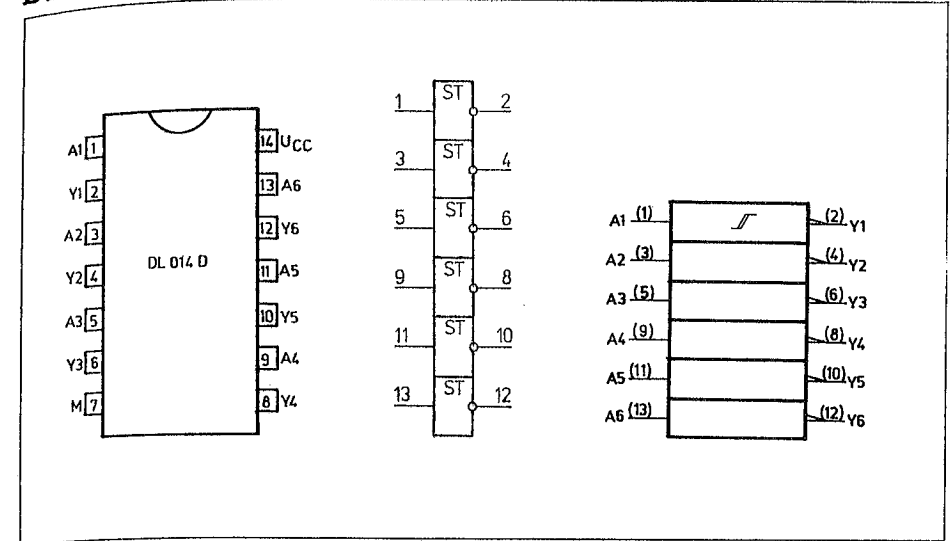 A1 1
Y1 2
A2 3
Y2 4
A3 5
Y3 6
M 7
DL 014 D
14 UCC
13 A6
12 Y6
11 A5
10 Y5
9 A4
8 Y4
1 ST 2
3 ST 4
5 ST 6
9 ST 8
11 ST 10
13 ST 12
A1 (1) (2) Y1
A2 (3) (4) Y2
A3 (5) (6) Y3
A4 (9) (8) Y4
A5 (11) (10) Y5
A6 (13) (12) Y6